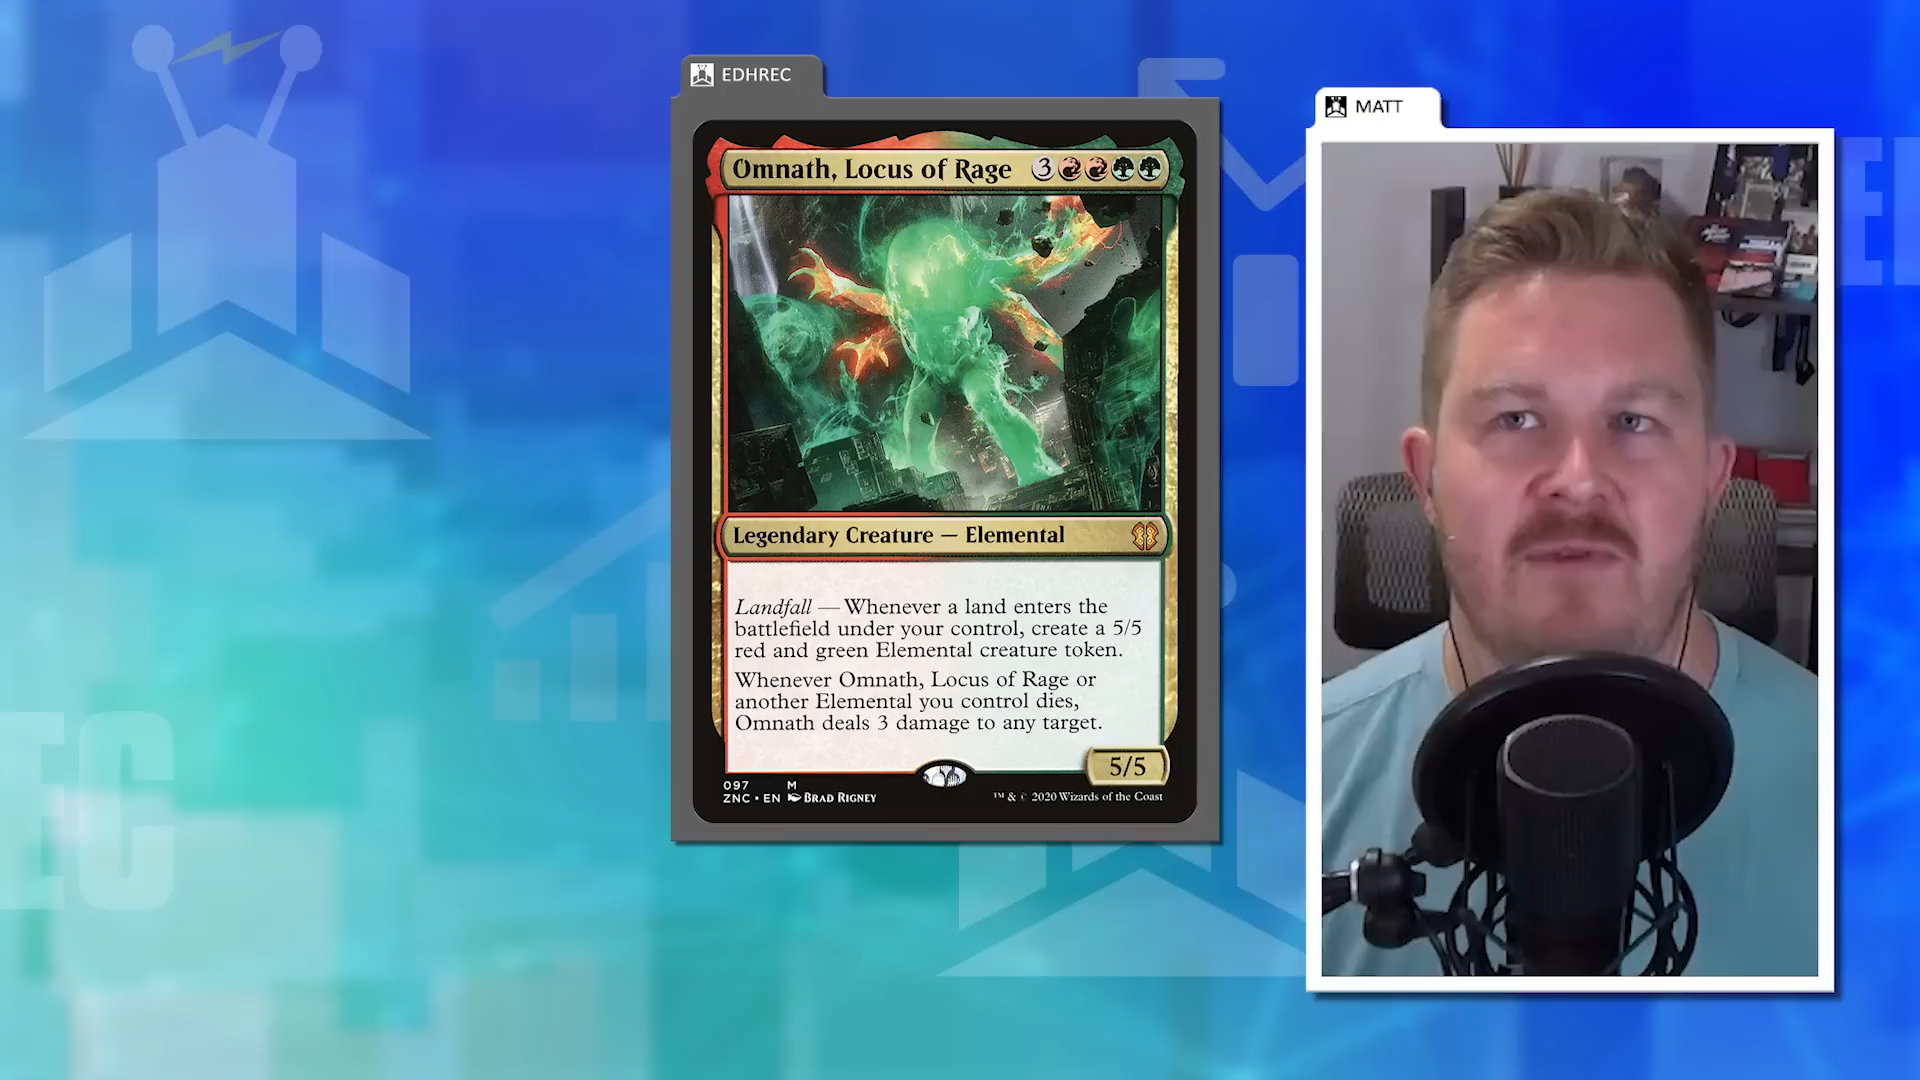 EDHREC
MATT
Omnath, Locus of Rage 3
Legendary Creature — Elemental
Landfall — Whenever a land enters the
battlefield under your control, create a 5/5
red and green Elemental creature token.
Whenever Omnath, Locus of Rage or
another Elemental you control dies,
Omnath deals 3 damage to any target.
5/5
097 M
ZNC • EN Brad Rigney
™ & © 2020 Wizards of the Coast
EC